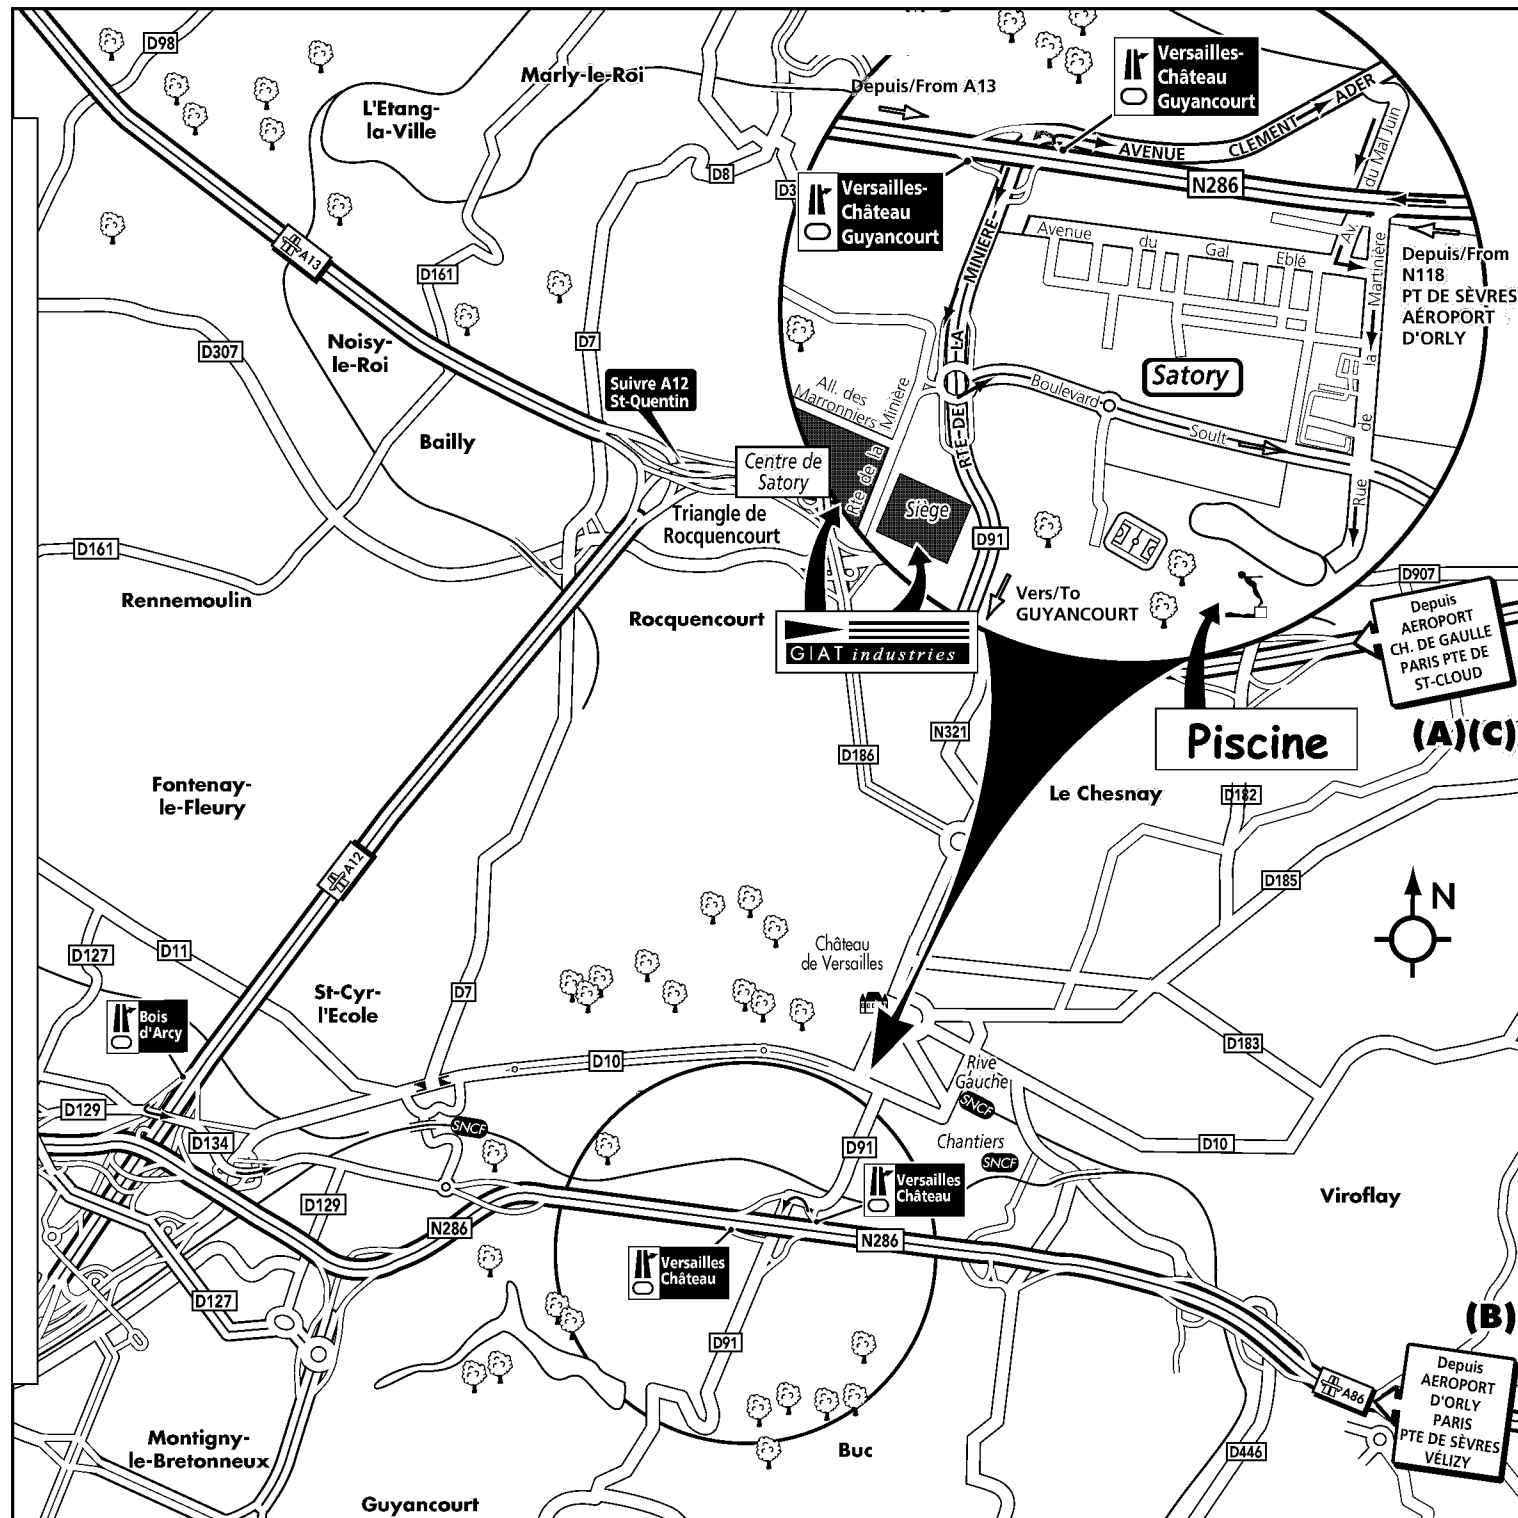 D98
Marly-le-Roi
L'Etang-
la-Ville
Depuis/From A13
Versailles-
Château
Guyancourt
AVENUE
CLEMENT
ADER
du Mal Juin
Av.
D8
D3
N286
Versailles-
Château
Guyancourt
MINIERE
LA
RTE-DE
Avenue
du
Gal
Eblé
Depuis/From
N118
PT DE SÈVRES
AÉROPORT
D'ORLY
Martinière
la
de
Rue
A13
D161
D307
Noisy-
le-Roi
D7
Suivre A12
St-Quentin
All. des
Marronniers
Minière
Rte de la
Boulevard
Soult
Satory
Bailly
Centre de
Satory
Siège
Triangle de
Rocquencourt
D91
D161
Rennemoulin
Rocquencourt
Vers/To
GUYANCOURT
D907
Depuis
AEROPORT
CH. DE GAULLE
PARIS PTE DE
ST-CLOUD
GIAT industries
N321
D186
Piscine
(A)(C)
Fontenay-
le-Fleury
Le Chesnay
D182
A12
D185
N
D127
D11
Château
de Versailles
Bois
d'Arcy
St-Cyr-
l'Ecole
D7
D183
D10
Rive
Gauche
SNCF
D129
D134
SNCF
D91
Chantiers
SNCF
D10
Versailles
Château
Viroflay
D129
N286
N286
Versailles
Château
D127
D91
(B)
A86
Depuis
AEROPORT
D'ORLY
PARIS
PTE DE SÈVRES
VÉLIZY
Montigny-
le-Bretonneux
Buc
D446
Guyancourt